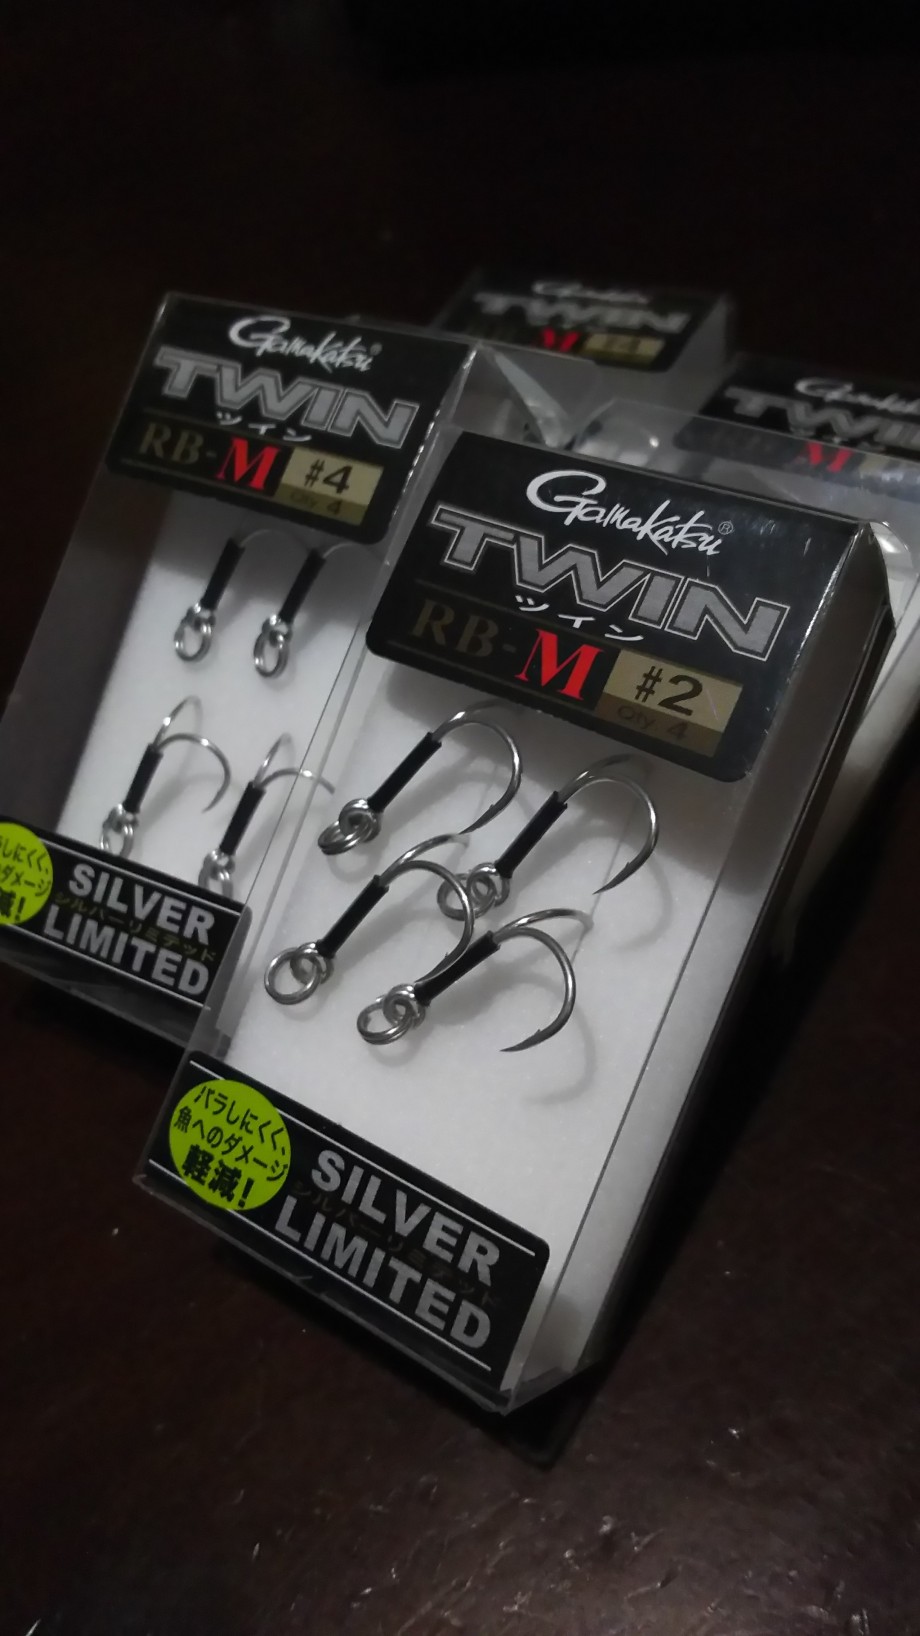 Gamakatsu®
TWIN
ツイン
RB-M #4
Qty 4
SILVER
シルバーリミテッド
LIMITED
Gamakatsu®
TWIN
ツイン
RB-M #2
Qty 4
バラしにくく、
魚へのダメージ
軽減!
SILVER
シルバーリミテッド
LIMITED
Gamakatsu
TWIN
RB-M #4
Gamakatsu
M